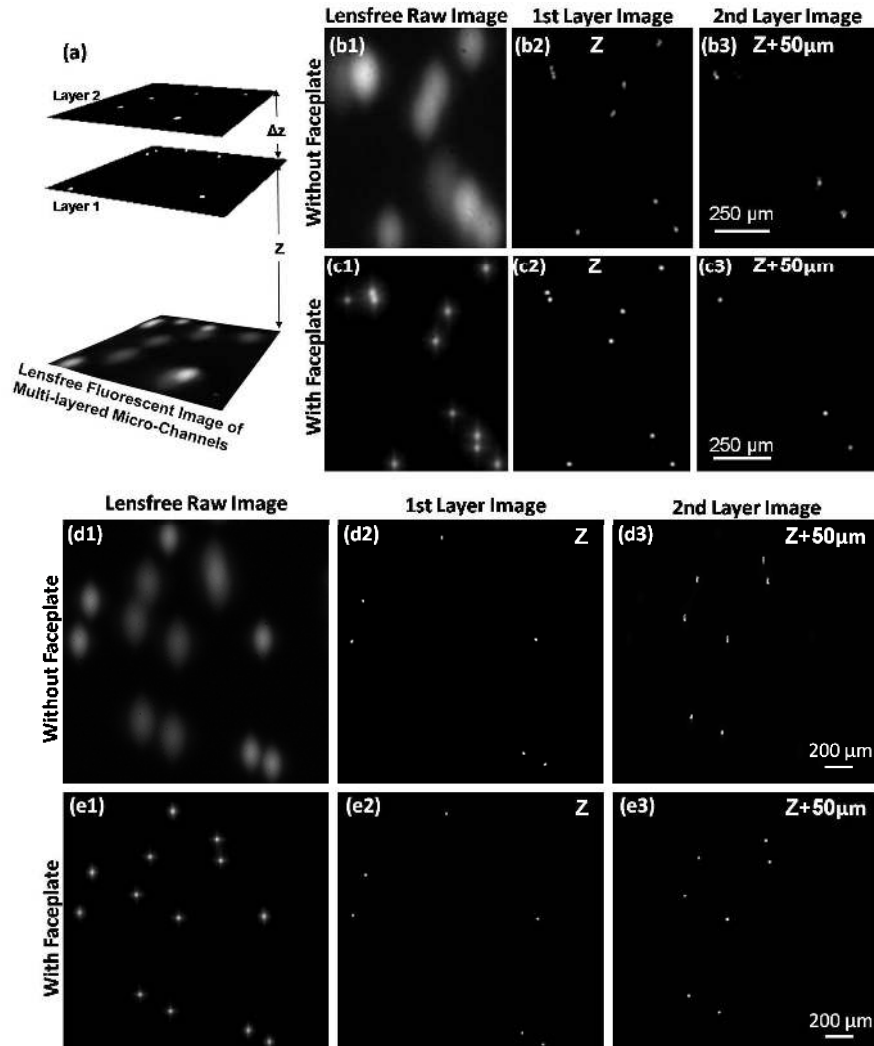 (a)
Layer 2
Δz
Layer 1
Z
Lensfree Fluorescent Image of
Multi-layered Micro-Channels
Lensfree Raw Image
1st Layer Image
2nd Layer Image
Without Faceplate
(b1)
(b2)
Z
(b3)
Z+50μm
250 μm
With Faceplate
(c1)
(c2)
Z
(c3)
Z+50μm
250 μm
Lensfree Raw Image
1st Layer Image
2nd Layer Image
Without Faceplate
(d1)
(d2)
Z
(d3)
Z+50μm
200 μm
With Faceplate
(e1)
(e2)
Z
(e3)
Z+50μm
200 μm